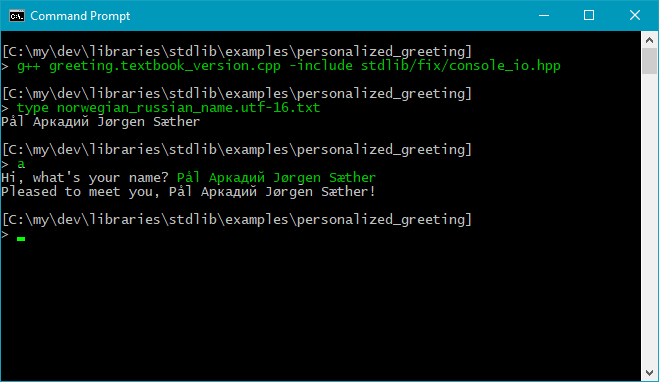 Command Prompt
[C:\my\dev\libraries\stdlib\examples\personalized_greeting]
> g++ greeting.textbook_version.cpp -include stdlib/fix/console_io.hpp
[C:\my\dev\libraries\stdlib\examples\personalized_greeting]
> type norwegian_russian_name.utf-16.txt
Pål Аркадий Jørgen Sæther
[C:\my\dev\libraries\stdlib\examples\personalized_greeting]
> a
Hi, what's your name? Pål Аркадий Jørgen Sæther
Pleased to meet you, Pål Аркадий Jørgen Sæther!
[C:\my\dev\libraries\stdlib\examples\personalized_greeting]
>